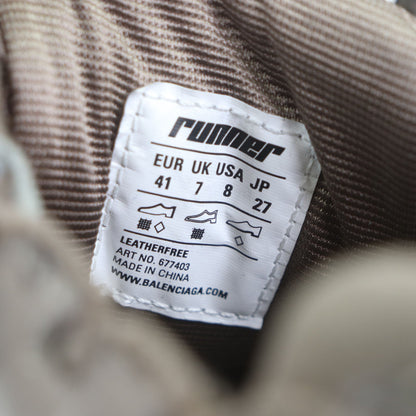 runner
EUR UK USA JP
41 7 8 27
LEATHERFREE
ART NO. 677403
MADE IN CHINA
WWW.BALENCIAGA.COM